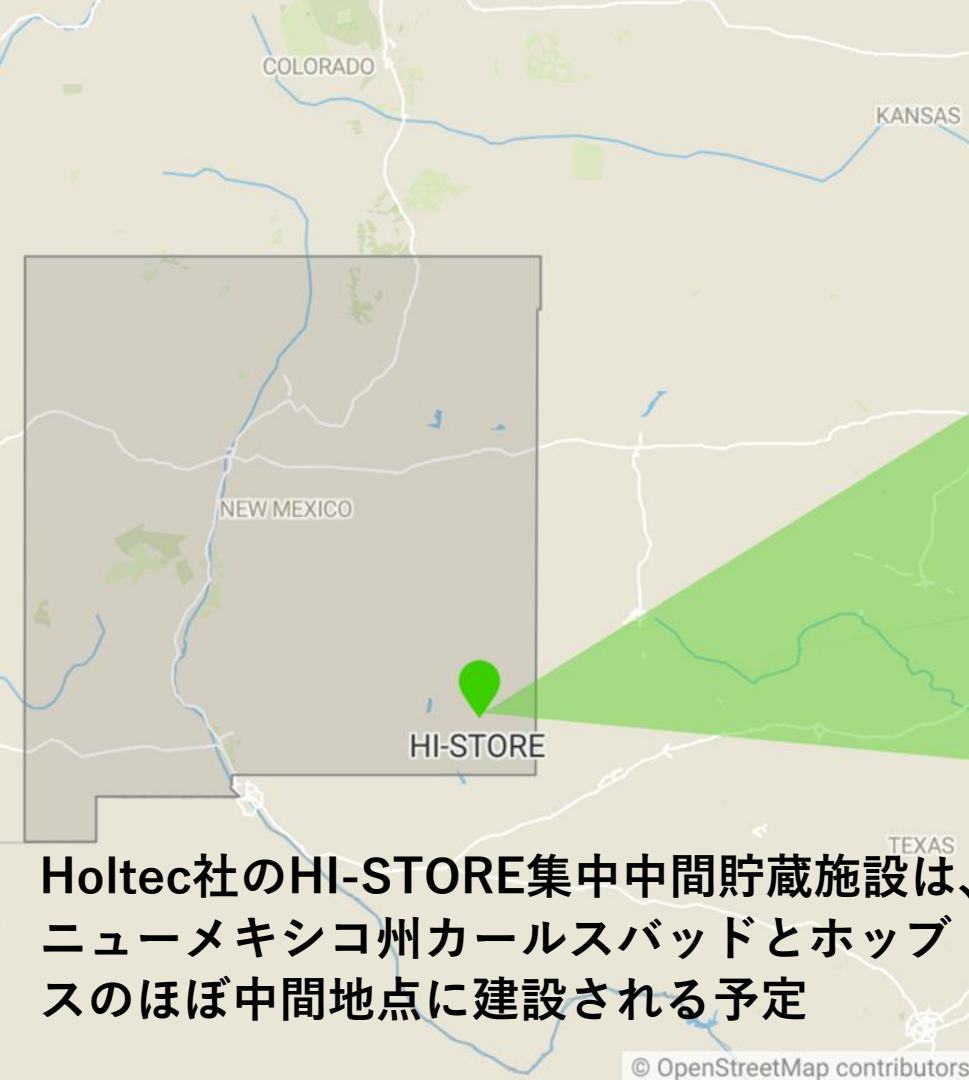 COLORADO
KANSAS
NEW MEXICO
HI-STORE
TEXAS
Holtec社のHI-STORE集中中間貯蔵施設は、
ニューメキシコ州カールスバッドとホッブ
スのほぼ中間地点に建設される予定
© OpenStreetMap contributors